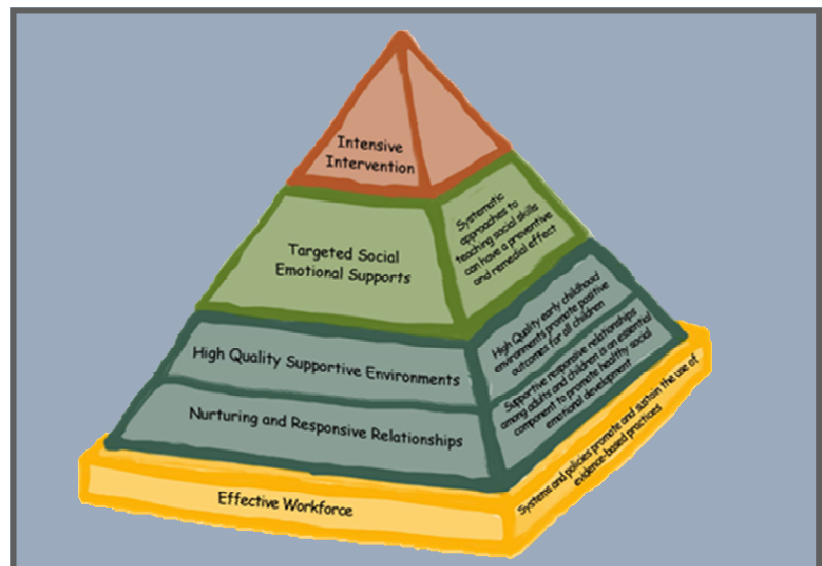 Intensive
Intervention
Targeted Social
Emotional Supports
Systematic
approaches to
teaching social skills
can have a preventive
and remedial effect
High Quality Supportive Environments
High Quality early childhood
environments promote positive
outcomes for all children
Nurturing and Responsive Relationships
Supportive responsive relationships
among adults and children is an essential
component to promote healthy social
emotional development
Effective Workforce
Systems and policies promote and sustain the use of
evidence-based practices